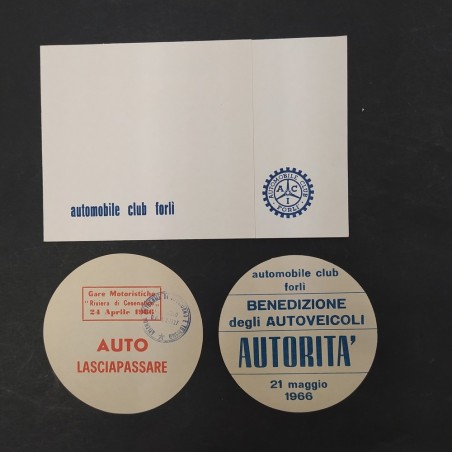 automobile club forlì
AUTOMOBILE CLUB
A C
I
FORLI
Gare Motoristiche
"Riviera di Cesenatico"
24 Aprile 1966
AUTO
LASCIAPASSARE
automobile club
forlì
BENEDIZIONE
degli AUTOVEICOLI
AUTORITA'
21 maggio
1966